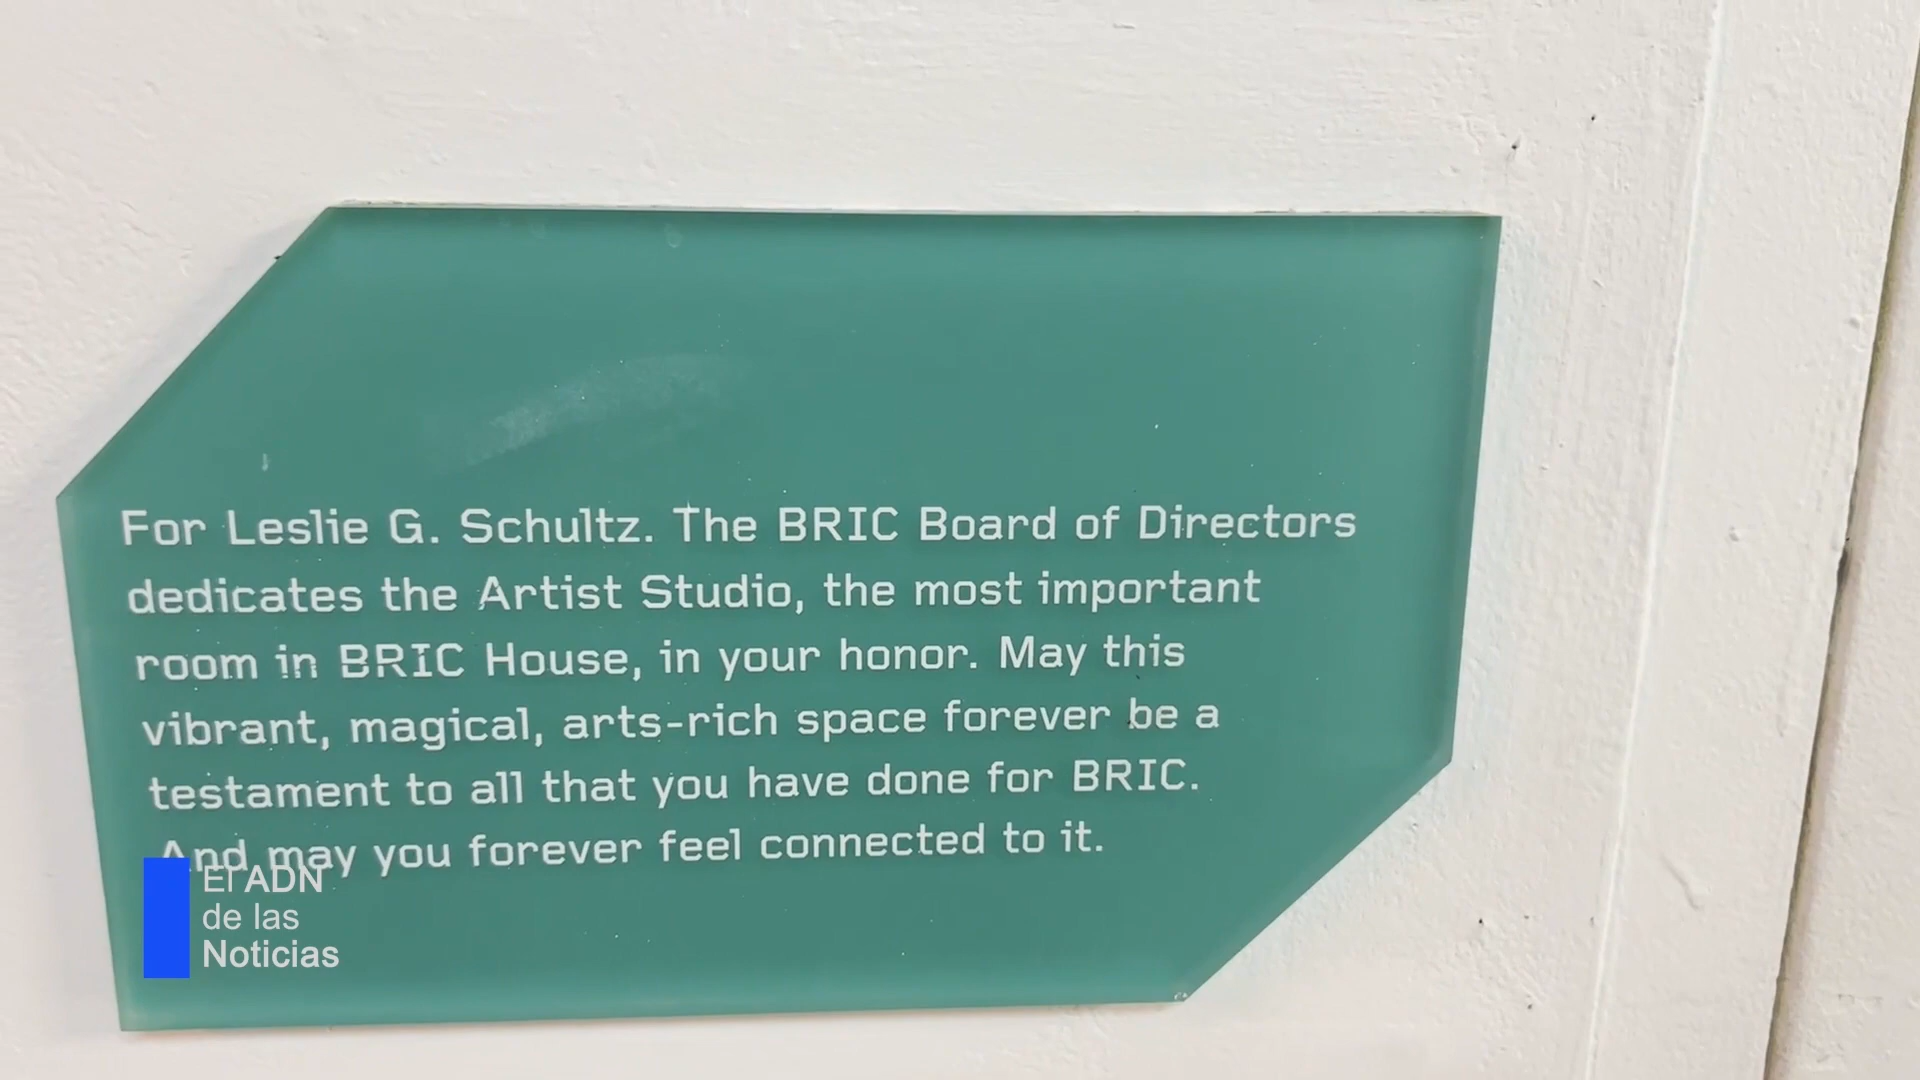 For Leslie G. Schultz. The BRIC Board of Directors
dedicates the Artist Studio, the most important
room in BRIC House, in your honor. May this
vibrant, magical, arts-rich space forever be a
testament to all that you have done for BRIC.
And may you forever feel connected to it.
El ADN
de las
Noticias